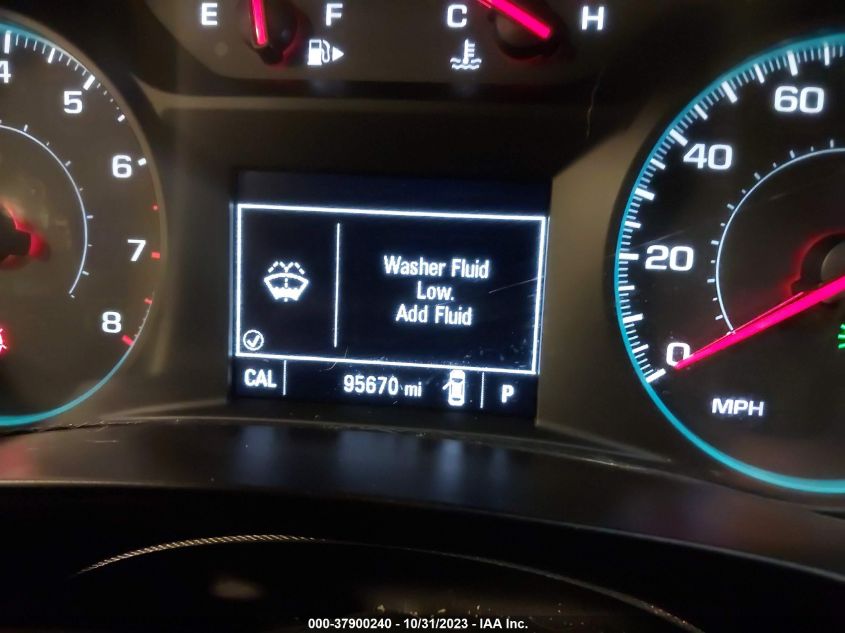 E F C H
4
5
6
7
8
Washer Fluid
Low.
Add Fluid
CAL 95670 mi P
60
40
20
0
MPH
000-37900240 - 10/31/2023 - IAA Inc.